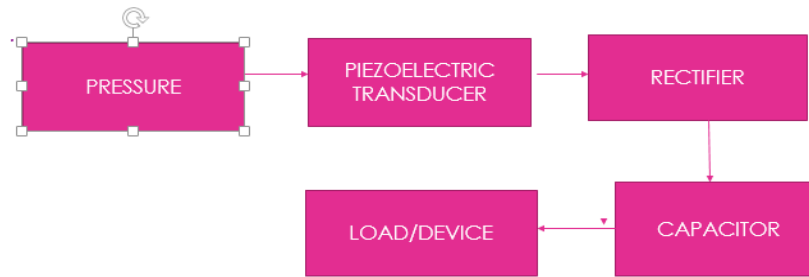 PRESSURE
PIEZOELECTRIC
TRANSDUCER
RECTIFIER
LOAD/DEVICE
CAPACITOR